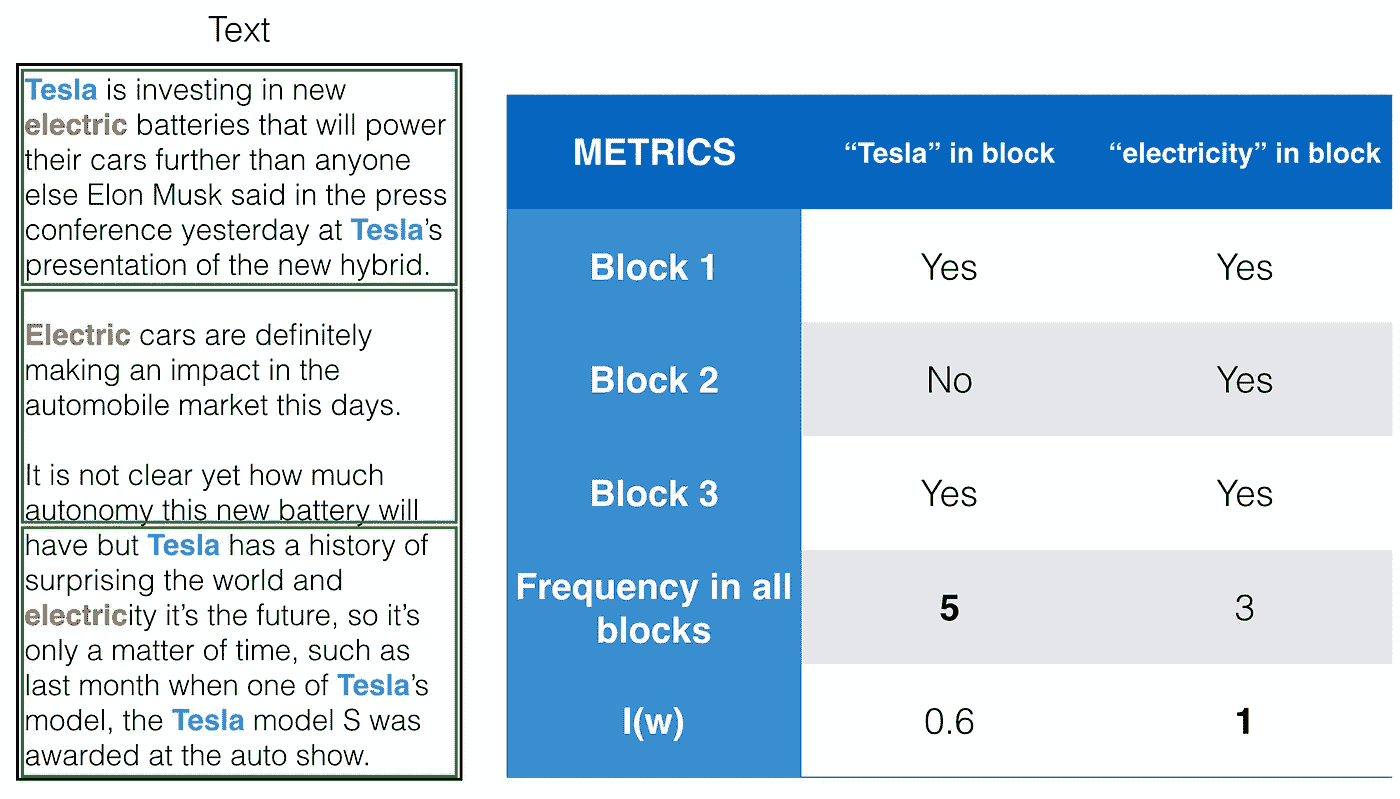 Text
Tesla is investing in new
electric batteries that will power
their cars further than anyone
else Elon Musk said in the press
conference yesterday at Tesla’s
presentation of the new hybrid.
Electric cars are definitely
making an impact in the
automobile market this days.
It is not clear yet how much
autonomy this new battery will
have but Tesla has a history of
surprising the world and
electricity it’s the future, so it’s
only a matter of time, such as
last month when one of Tesla’s
model, the Tesla model S was
awarded at the auto show.
METRICS “Tesla” in block “electricity” in block
Block 1 Yes Yes
Block 2 No Yes
Block 3 Yes Yes
Frequency in all
blocks 5 3
I(w) 0.6 1